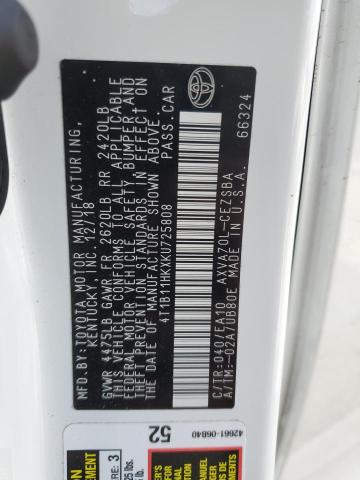 MFD. BY: TOYOTA MOTOR MANUFACTURING,
KENTUCKY, INC. 12/18
GVWR 4475LB GAWR FR 2620LB RR 2420LB
THIS VEHICLE CONFORMS TO ALL APPLICABLE
FEDERAL MOTOR VEHICLE SAFETY, BUMPER AND
THEFT PREVENTION STANDARDS IN EFFECT ON
THE DATE OF MANUFACTURE SHOWN ABOVE.
4T1B11HKXKU725808 PASS.CAR
C/TR:040/EA10 AXVA70L-CEZSBA
A/TM:-02A/UB80E MADE IN U.S.A.
66324
42661-06B40
52